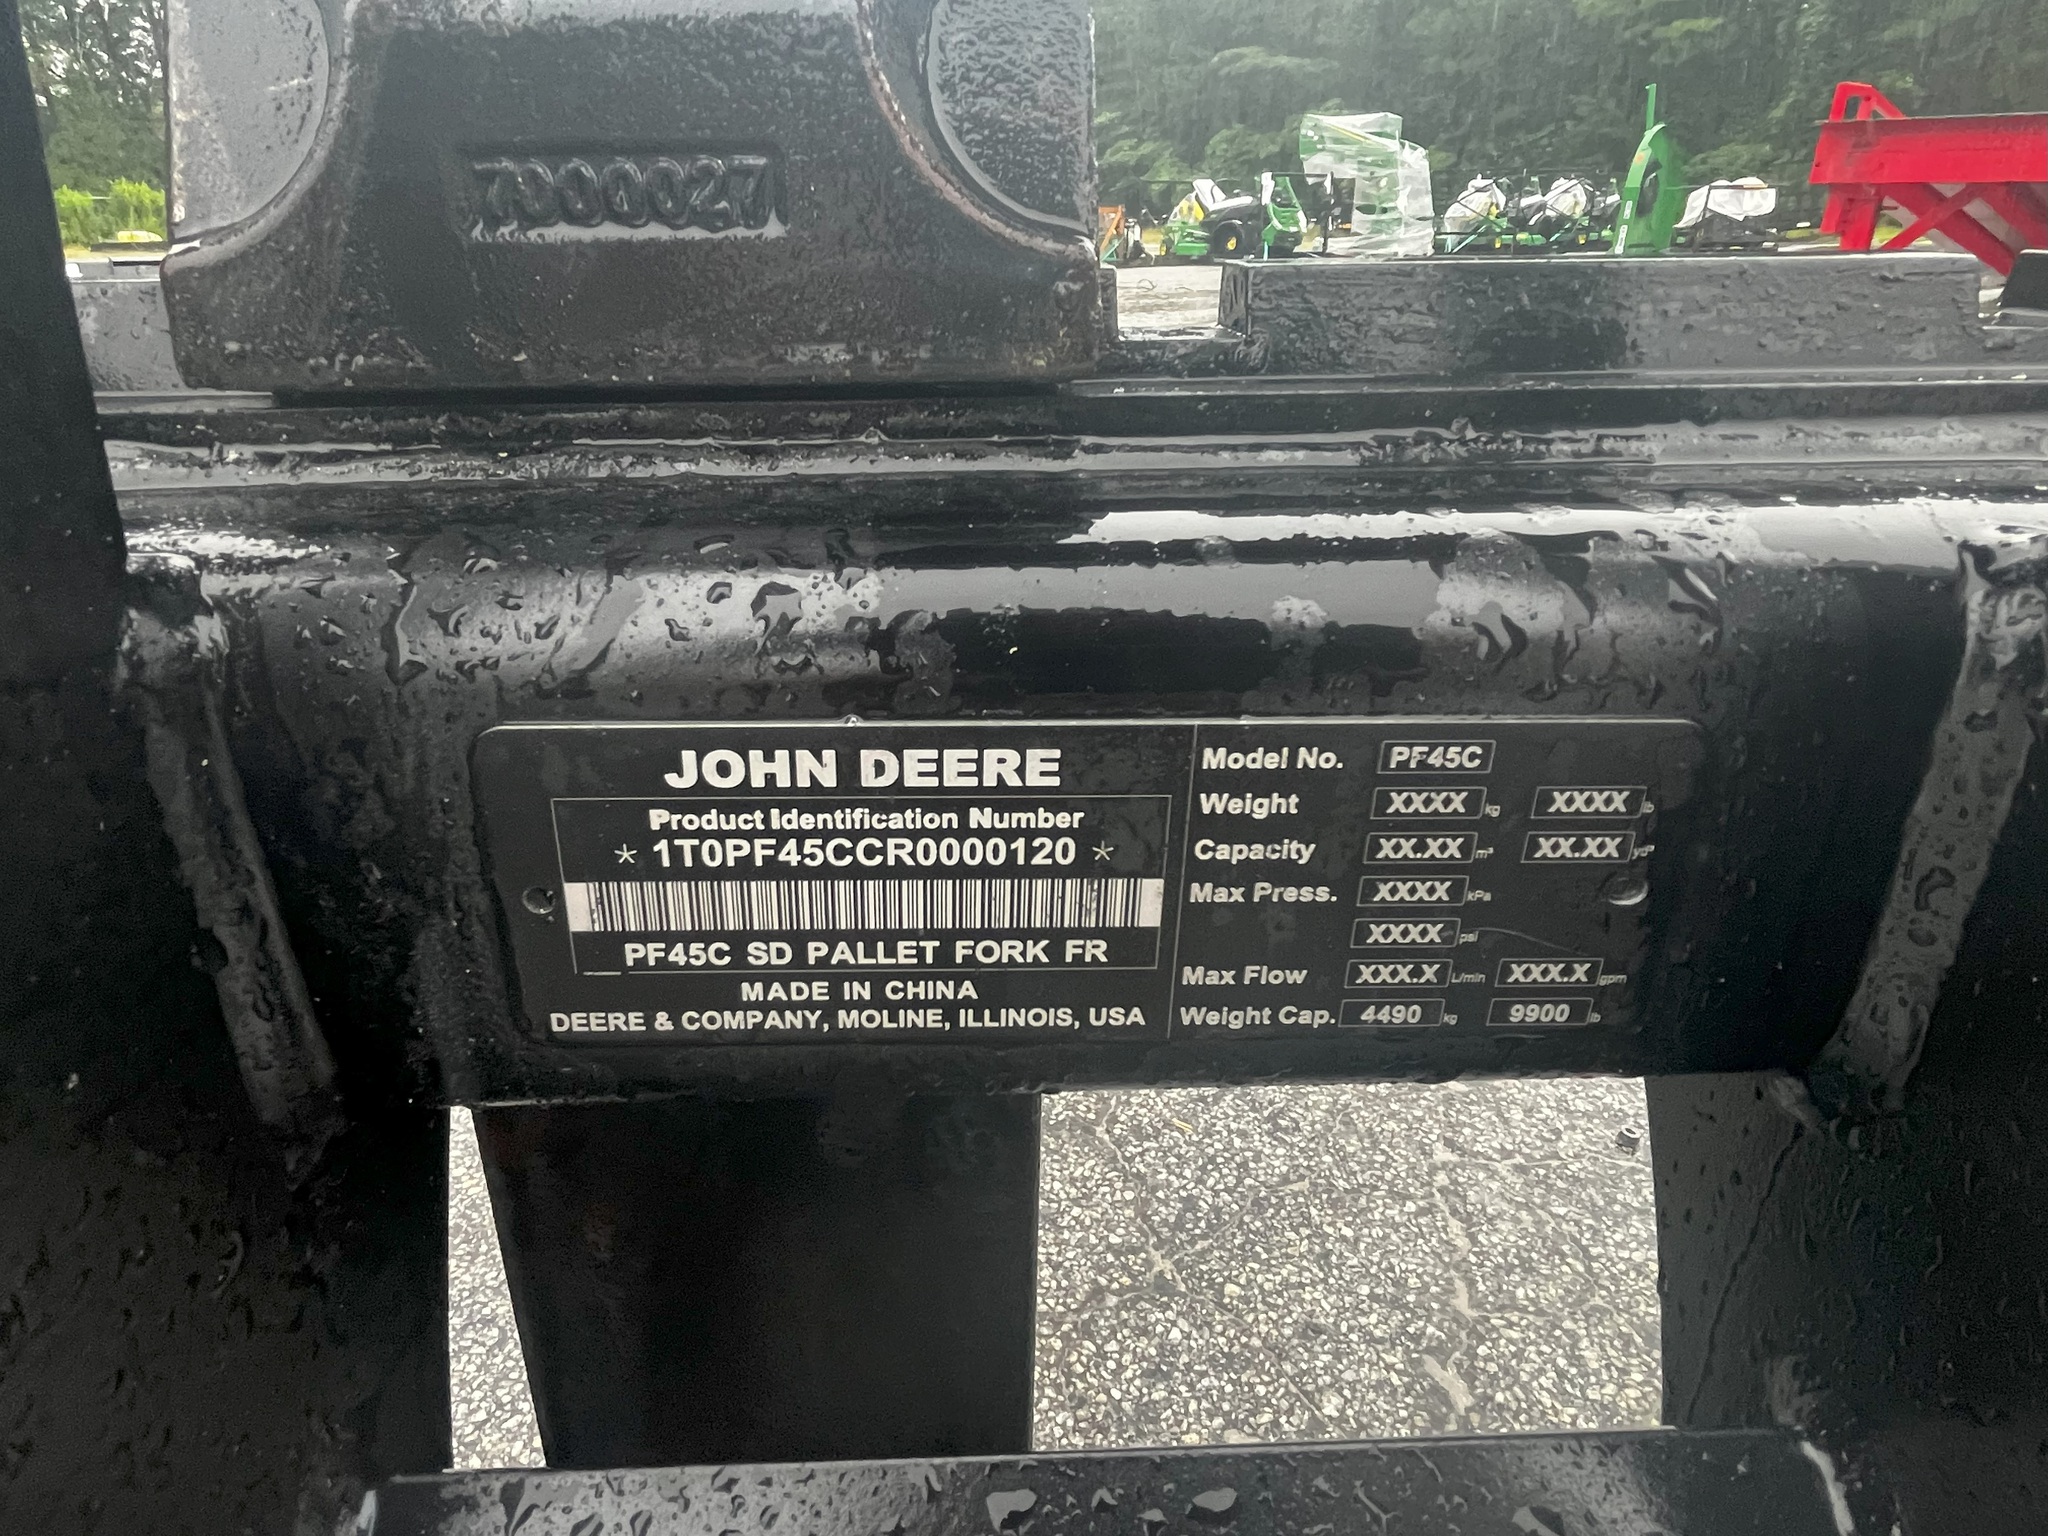 7000027
JOHN DEERE
Product Identification Number
* 1T0PF45CCR0000120 *
PF45C SD PALLET FORK FR
MADE IN CHINA
DEERE & COMPANY, MOLINE, ILLINOIS, USA
Model No. PF45C
Weight XXXX kg XXXX lb
Capacity XX.XX m³ XX.XX yd³
Max Press. XXXX kPa
XXXX psi
Max Flow XXX.X L/min XXX.X gpm
Weight Cap. 4490 kg 9900 lb